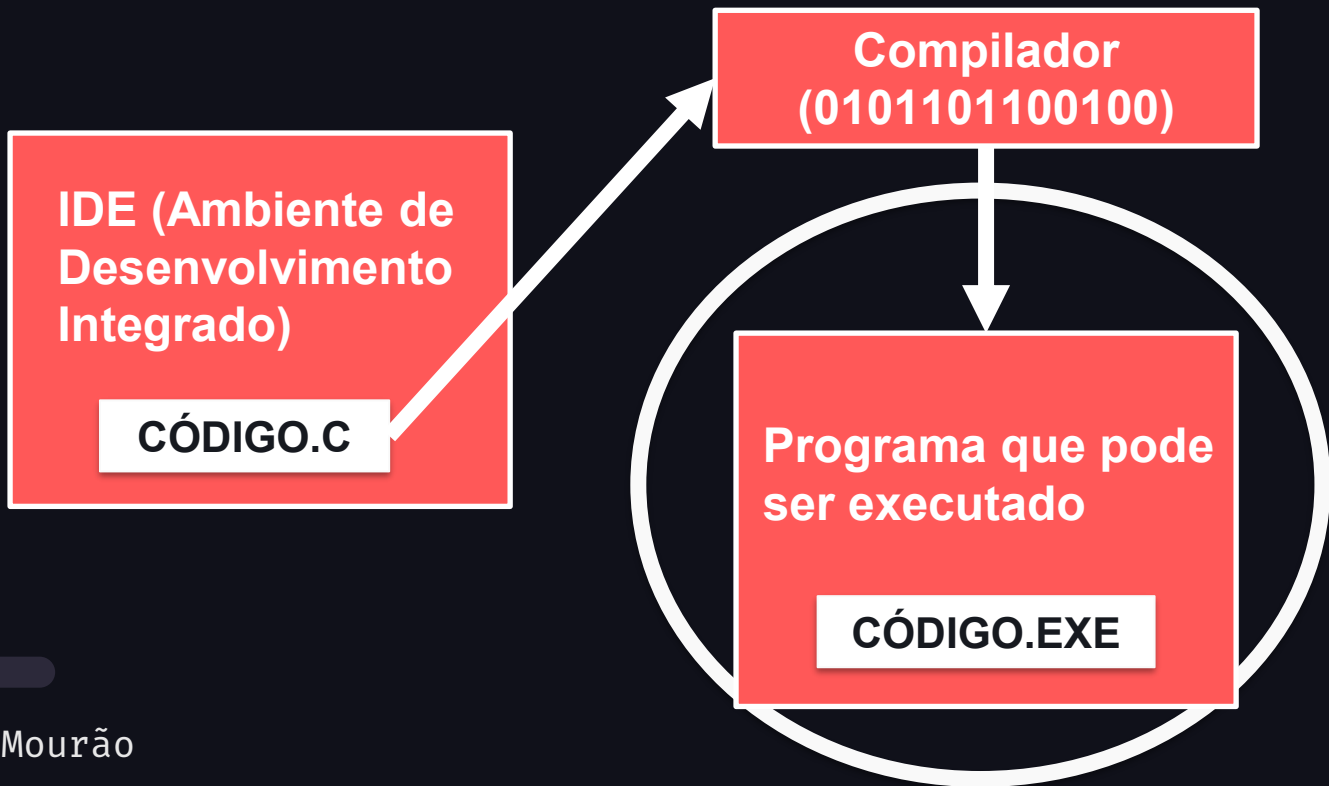 IDE (Ambiente de
Desenvolvimento
Integrado)
CÓDIGO.C
Compilador
(0101101100100)
Programa que pode
ser executado
CÓDIGO.EXE
Mourão